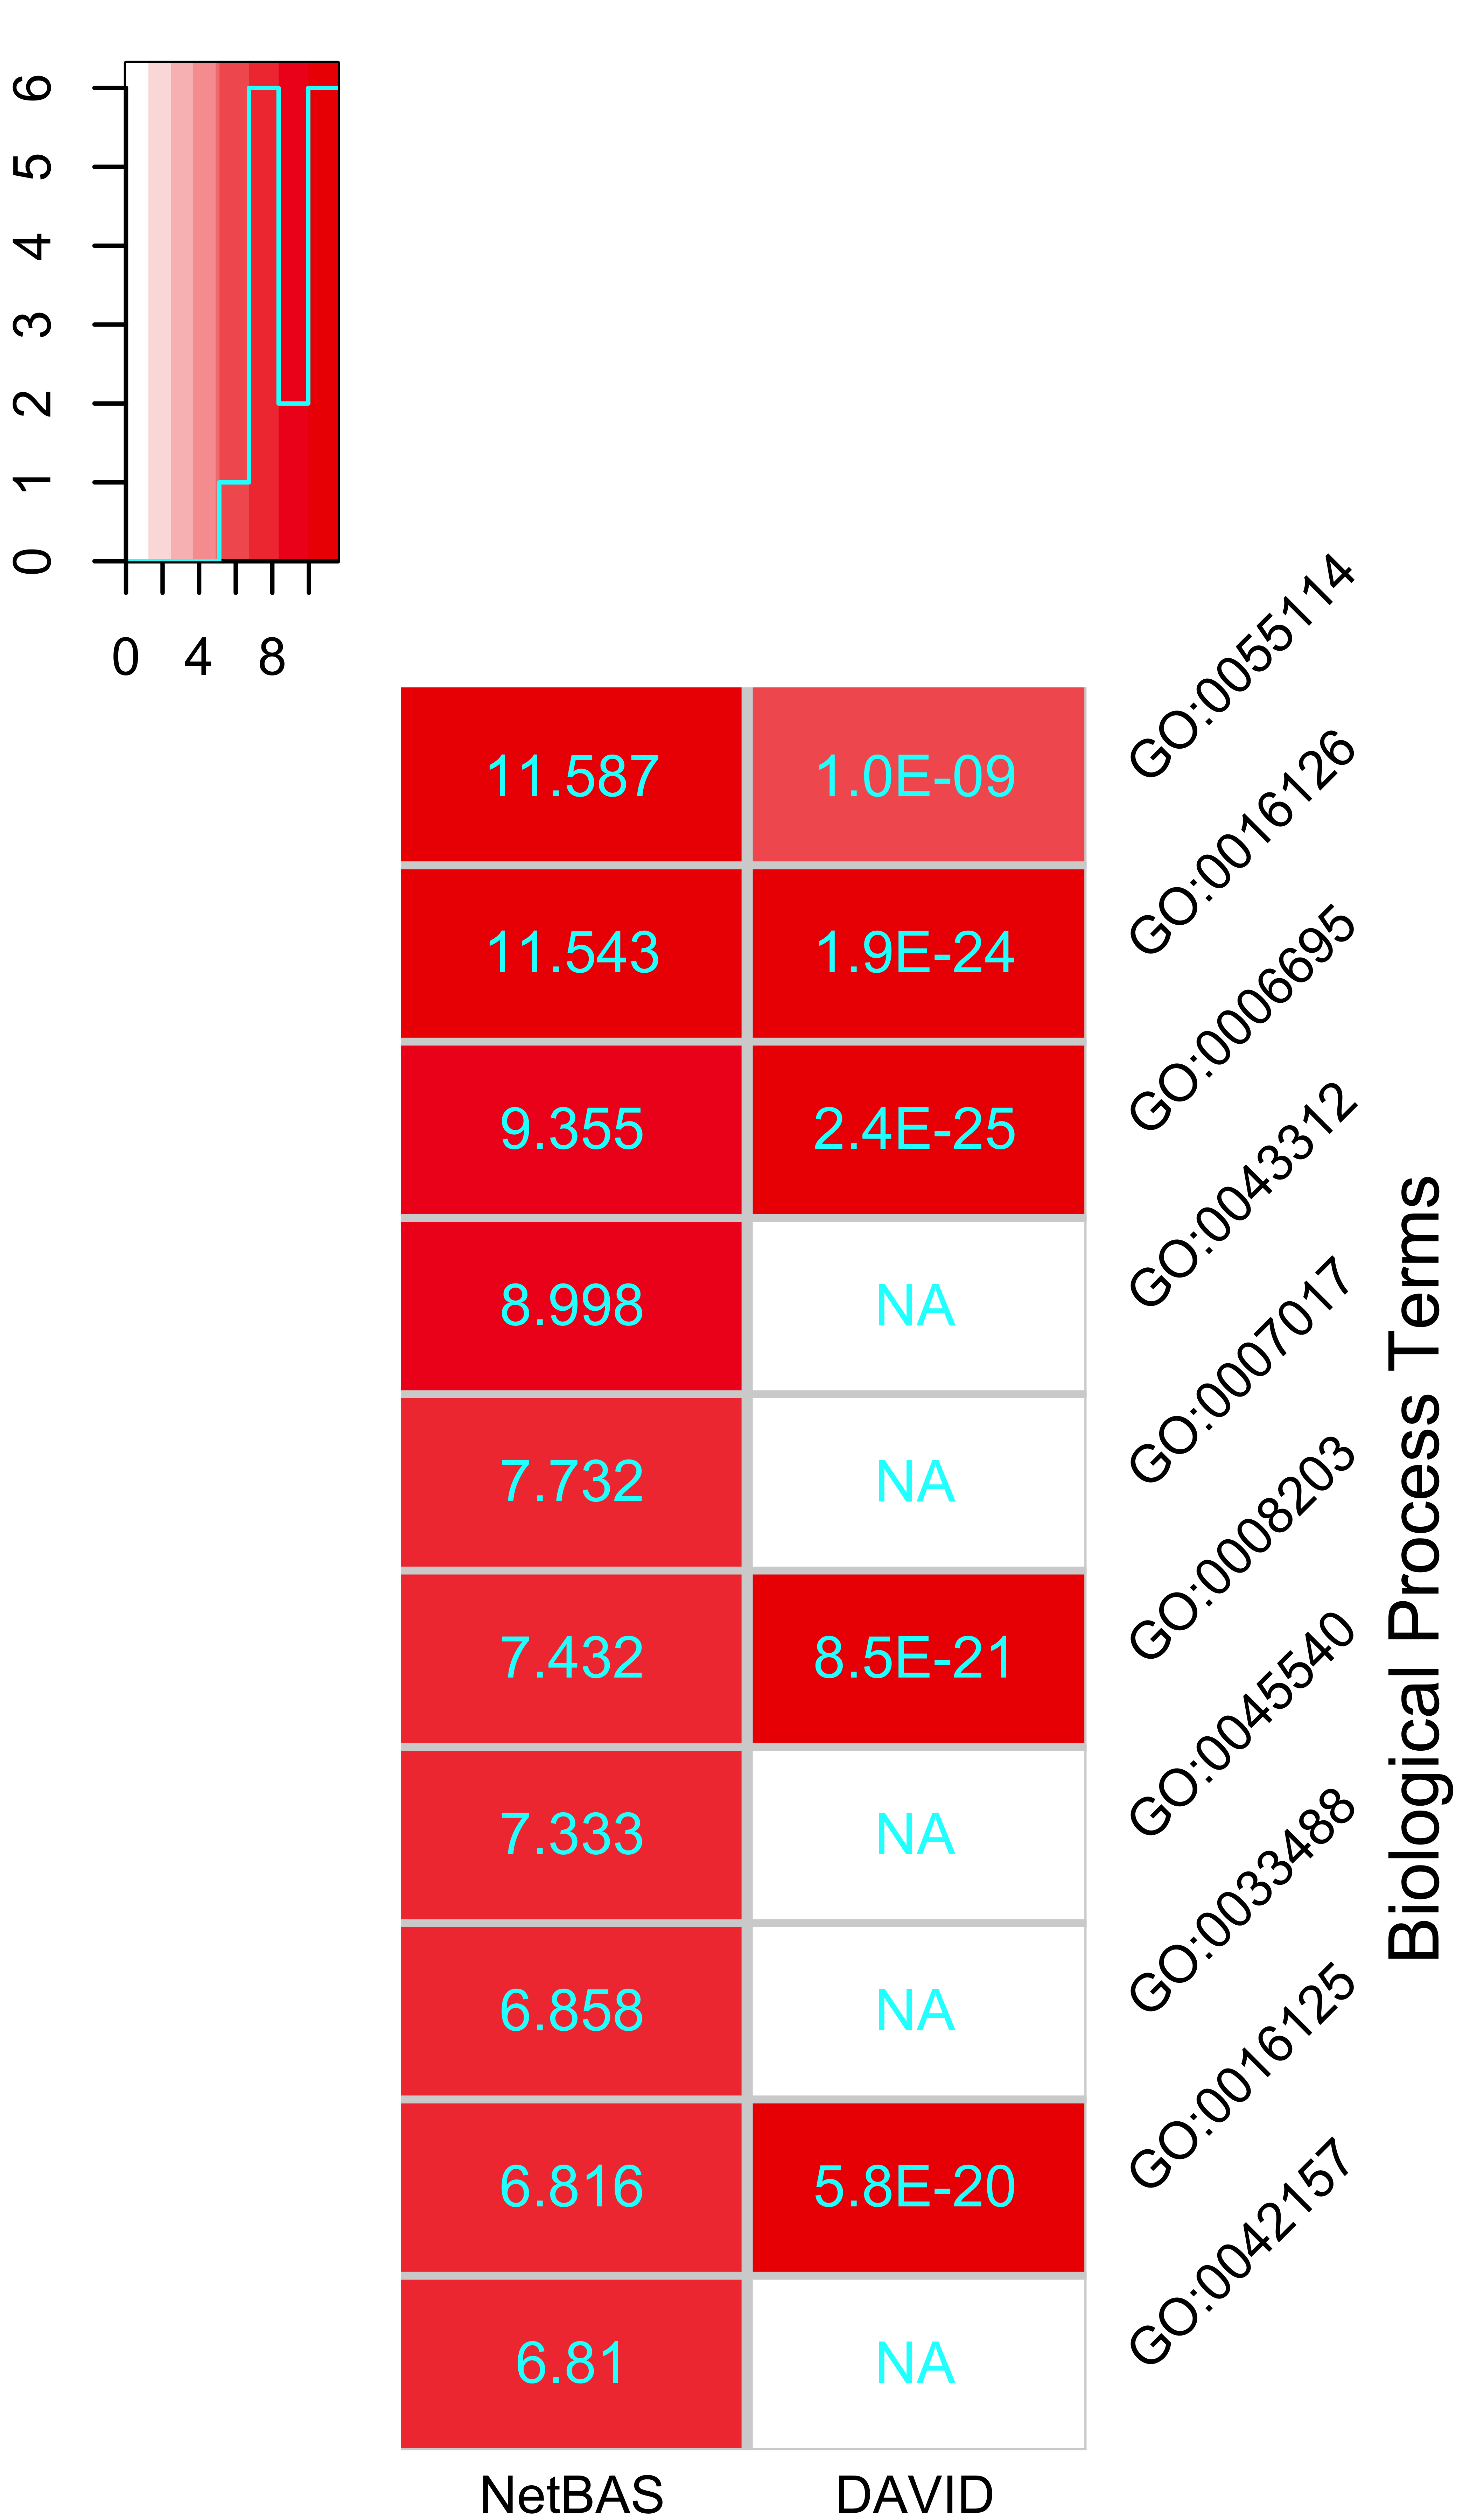 6
5
4
3
2
1
0
0 4 8
11.587 1.0E-09 GO:0055114
11.543 1.9E-24 GO:0016126
9.355 2.4E-25 GO:0006695
8.998 NA GO:0043312
7.732 NA GO:0007017
7.432 8.5E-21 GO:0008203
7.333 NA GO:0045540
6.858 NA GO:0033488
6.816 5.8E-20 GO:0016125
6.81 NA GO:0042157
Biological Process Terms
NetBAS DAVID